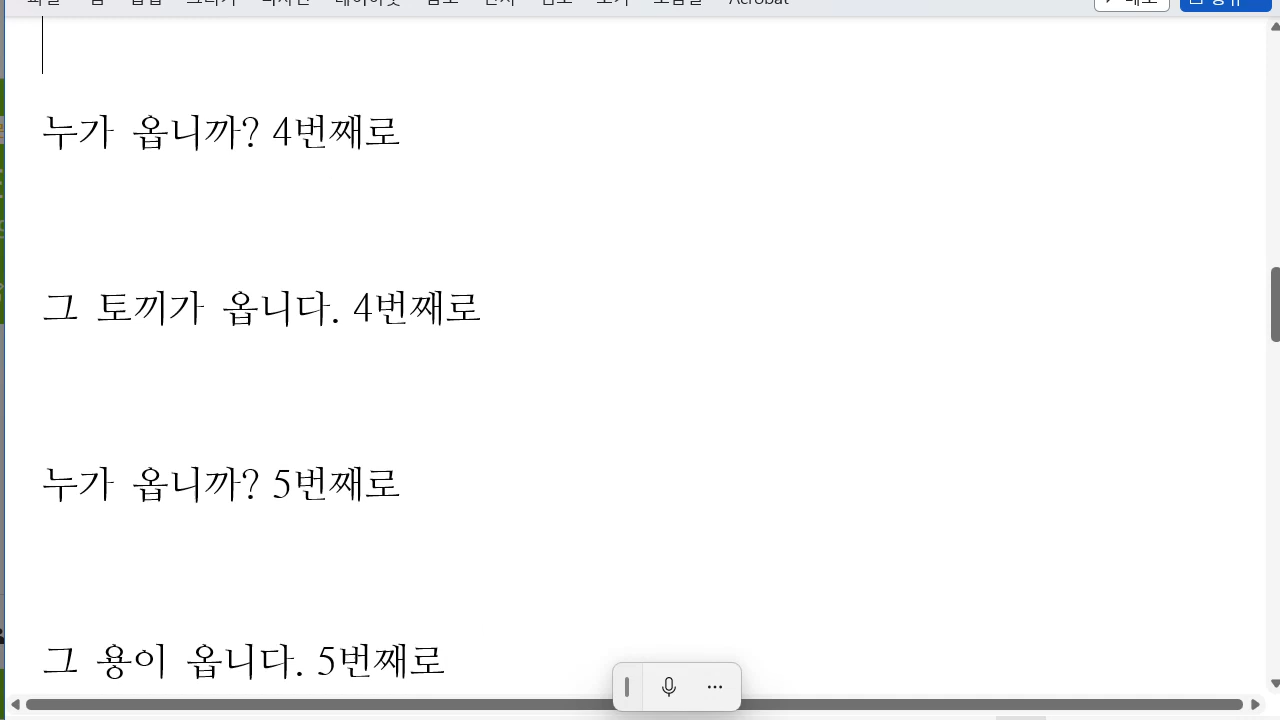 Acrobat
누가 옵니까? 4번째로
그 토끼가 옵니다. 4번째로
누가 옵니까? 5번째로
그 용이 옵니다. 5번째로